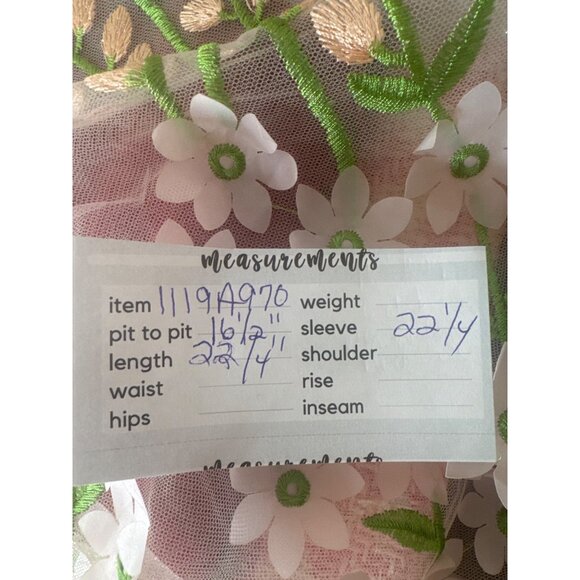 measurements
item 1119A970 weight
pit to pit 16 1/2" sleeve 22 1/4
length 22 1/4" shoulder
waist rise
hips inseam
measurements